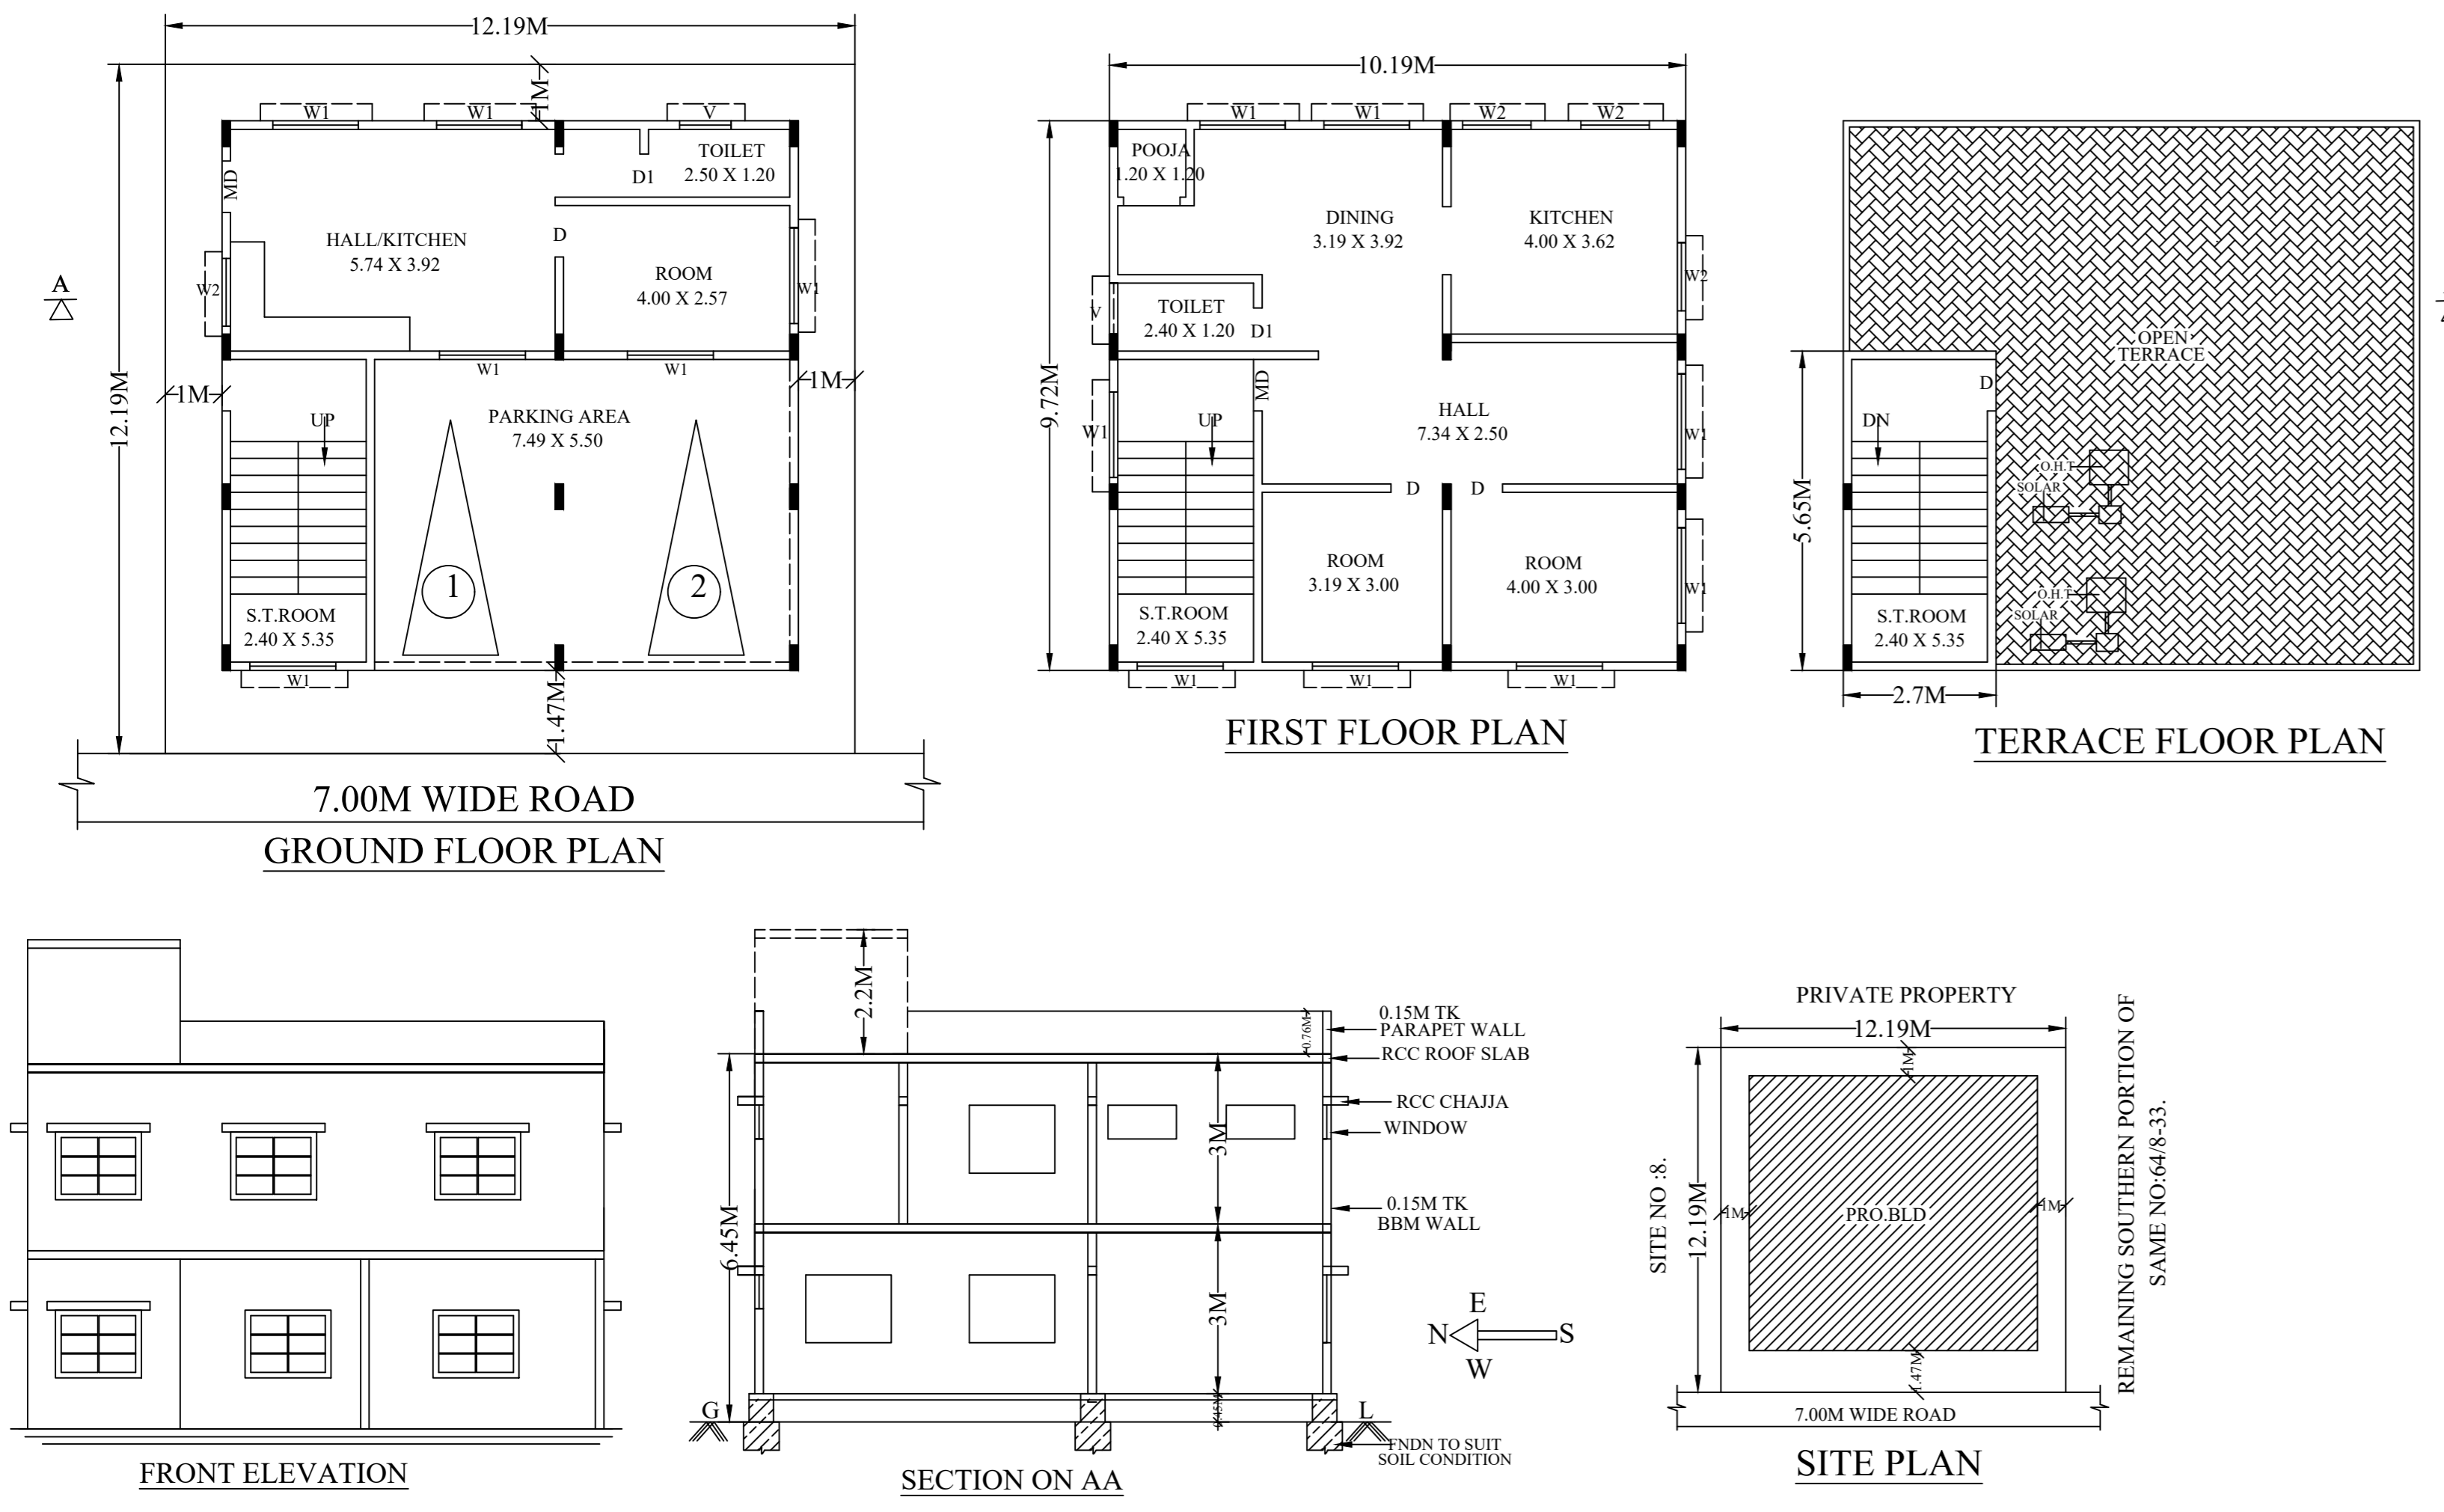 12.19M
1M
W1
W1
V
TOILET
2.50 X 1.20
D1
MD
HALL/KITCHEN
5.74 X 3.92
D
ROOM
4.00 X 2.57
W2
W1
A
12.19M
1M
W1
W1
1M
UP
PARKING AREA
7.49 X 5.50
1
2
S.T.ROOM
2.40 X 5.35
W1
1.47M
7.00M WIDE ROAD
GROUND FLOOR PLAN
10.19M
W1
W1
W2
W2
POOJA
1.20 X 1.20
DINING
3.19 X 3.92
KITCHEN
4.00 X 3.62
W2
V
TOILET
2.40 X 1.20
D1
9.72M
MD
W1
UP
HALL
7.34 X 2.50
W1
D
D
ROOM
3.19 X 3.00
ROOM
4.00 X 3.00
W1
S.T.ROOM
2.40 X 5.35
W1
W1
W1
FIRST FLOOR PLAN
OPEN
TERRACE
D
DN
O.H.T
SOLAR
5.65M
O.H.T
SOLAR
S.T.ROOM
2.40 X 5.35
2.7M
TERRACE FLOOR PLAN
FRONT ELEVATION
2.2M
0.76M
0.15M TK
PARAPET WALL
RCC ROOF SLAB
RCC CHAJJA
WINDOW
3M
0.15M TK
BBM WALL
6.45M
3M
0.45M
G
L
FNDN TO SUIT
SOIL CONDITION
SECTION ON AA
E
N
S
W
PRIVATE PROPERTY
12.19M
1M
SITE NO :8.
12.19M
1M
PRO.BLD
1M
REMAINING SOUTHERN PORTION OF
SAME NO:64/8-33.
1.47M
7.00M WIDE ROAD
SITE PLAN